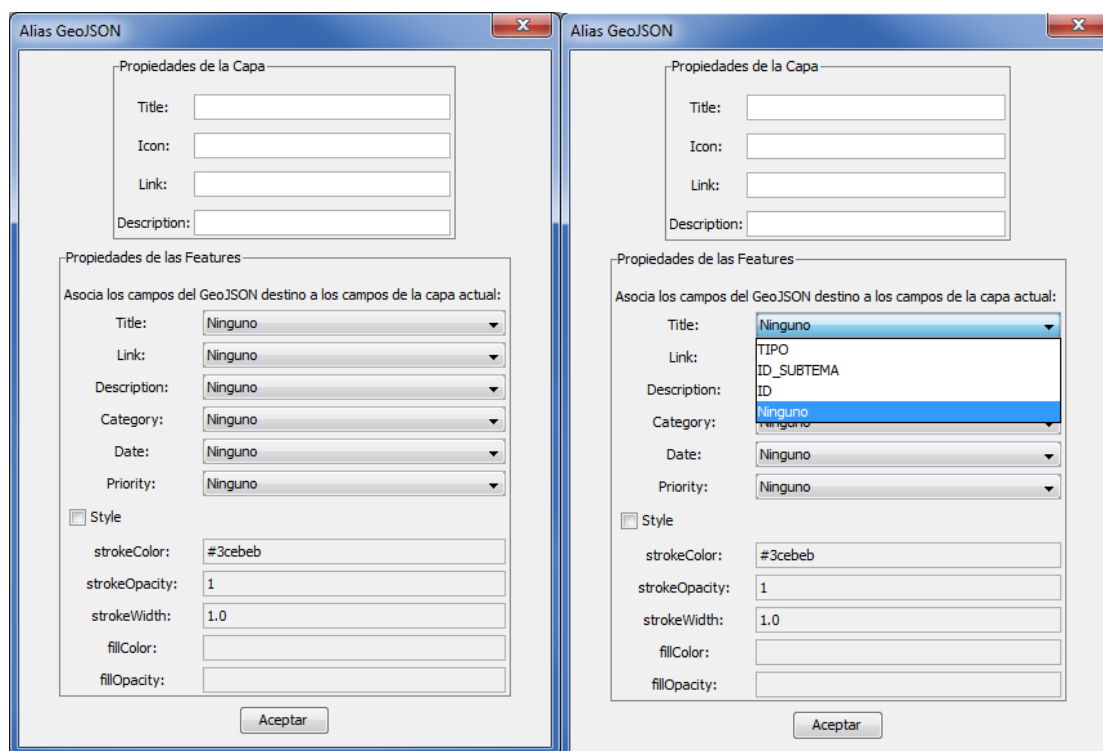 Alias GeoJSON
Propiedades de la Capa
Title:
Icon:
Link:
Description:
Propiedades de las Features
Asocia los campos del GeoJSON destino a los campos de la capa actual:
Title: Ninguno
Link: Ninguno
Description: Ninguno
Category: Ninguno
Date: Ninguno
Priority: Ninguno
Style
strokeColor: #3cebeb
strokeOpacity: 1
strokeWidth: 1.0
fillColor:
fillOpacity:
Aceptar
Alias GeoJSON
Propiedades de la Capa
Title:
Icon:
Link:
Description:
Propiedades de las Features
Asocia los campos del GeoJSON destino a los campos de la capa actual:
Title: Ninguno
TIPO
Link:
ID_SUBTEMA
Description: ID
Ninguno
Category: Ninguno
Date: Ninguno
Priority: Ninguno
Style
strokeColor: #3cebeb
strokeOpacity: 1
strokeWidth: 1.0
fillColor:
fillOpacity:
Aceptar